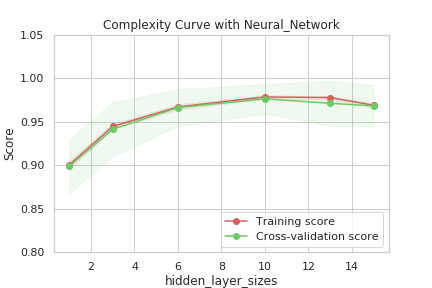 Complexity Curve with Neural_Network
1.05
1.00
0.95
0.90
0.85
0.80
Score
Training score
Cross-validation score
2 4 6 8 10 12 14
hidden_layer_sizes